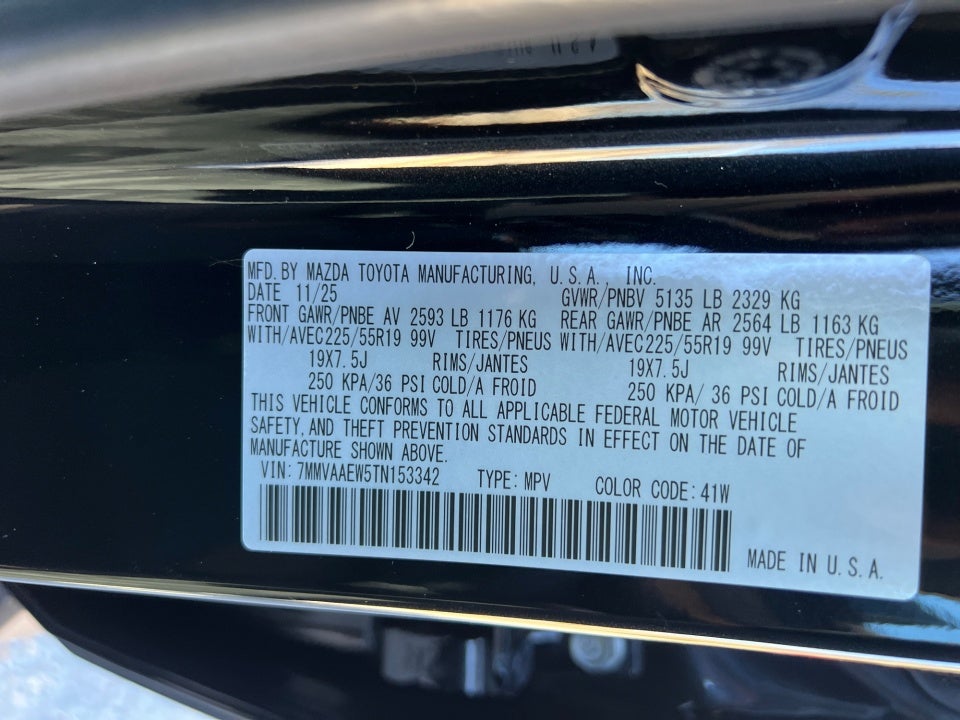 MFD. BY MAZDA TOYOTA MANUFACTURING, U.S.A., INC.
DATE 11/25 GVWR/PNBV 5135 LB 2329 KG
FRONT GAWR/PNBE AV 2593 LB 1176 KG REAR GAWR/PNBE AR 2564 LB 1163 KG
WITH/AVEC225/55R19 99V TIRES/PNEUS WITH/AVEC225/55R19 99V TIRES/PNEUS
19X7.5J RIMS/JANTES 19X7.5J RIMS/JANTES
250 KPA/36 PSI COLD/A FROID 250 KPA/ 36 PSI COLD/A FROID
THIS VEHICLE CONFORMS TO ALL APPLICABLE FEDERAL MOTOR VEHICLE
SAFETY, AND THEFT PREVENTION STANDARDS IN EFFECT ON THE DATE OF
MANUFACTURE SHOWN ABOVE.
VIN: 7MMVAAEW5TN153342 TYPE: MPV COLOR CODE: 41W
MADE IN U.S.A.